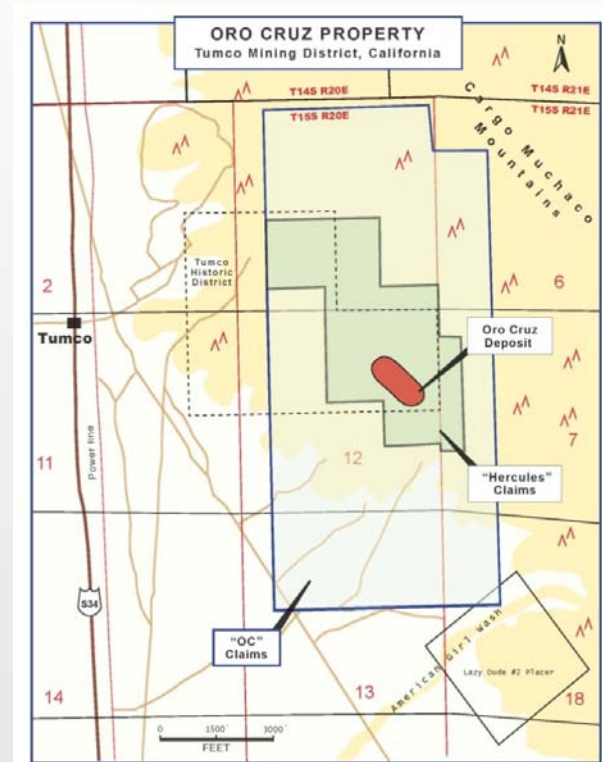 ORO CRUZ PROPERTY
Tumco Mining District, California
N
T14S R20E
T14S R21E
T15S R20E
T15S R21E
Cargo Muchaco
Mountains
Tumco
Historic
District
2
6
Tumco
Oro Cruz
Deposit
Power line
11
12
7
"Hercules"
Claims
S34
"OC"
Claims
American Girl Wash
Lazy Dude #2 Placer
14
13
18
0 1500' 3000'
FEET